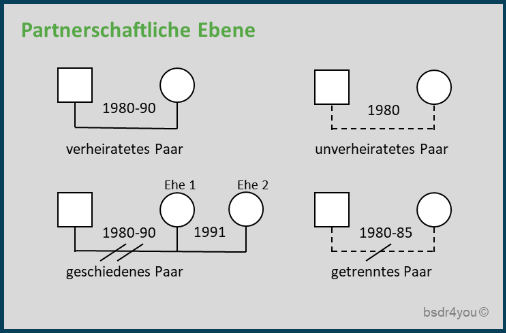 Partnerschaftliche Ebene
1980-90
verheiratetes Paar
1980
unverheiratetes Paar
Ehe 1
Ehe 2
1980-90
1991
geschiedenes Paar
1980-85
getrenntes Paar
bsdr4you©